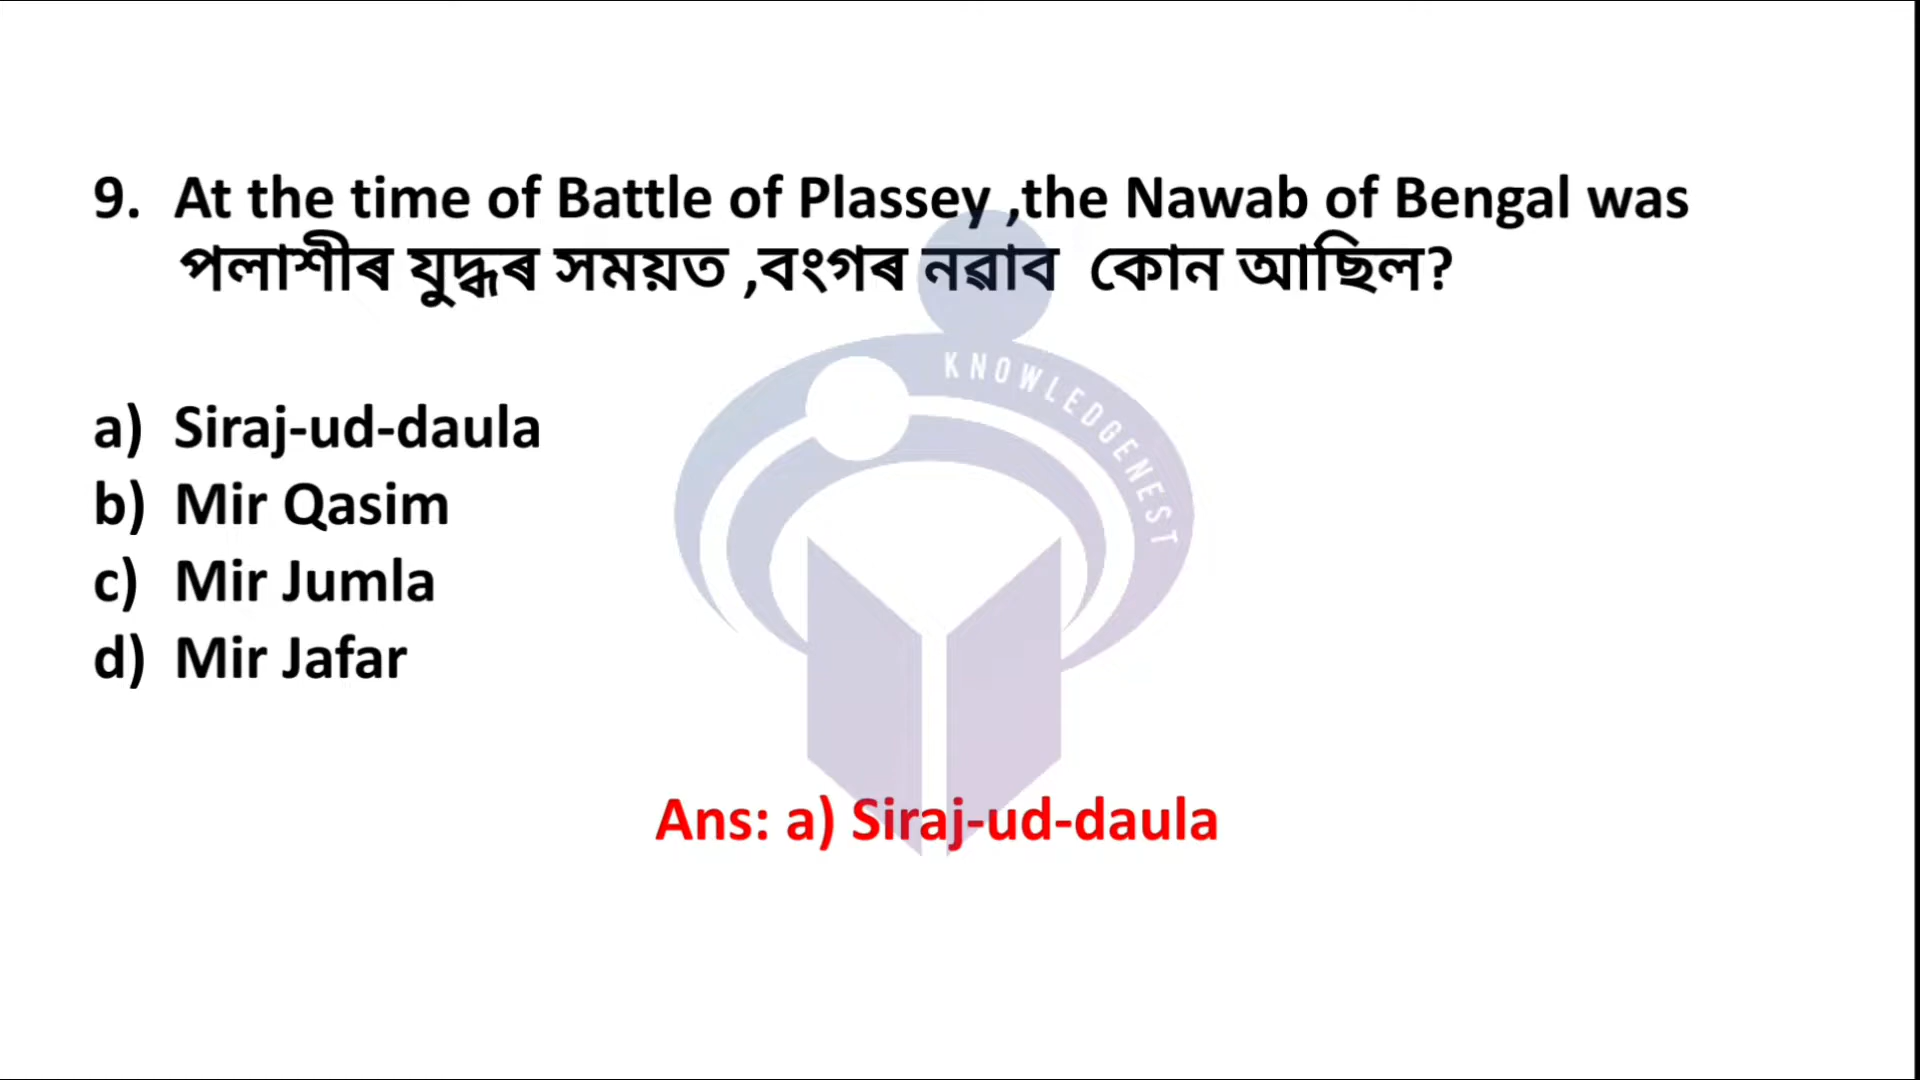 9. At the time of Battle of Plassey ,the Nawab of Bengal was
পলাশীৰ যুদ্ধৰ সময়ত ,বংগৰ নৱাব কোন আছিল?
KNOWLEDGENEST
a) Siraj-ud-daula
b) Mir Qasim
c) Mir Jumla
d) Mir Jafar
Ans: a) Siraj-ud-daula